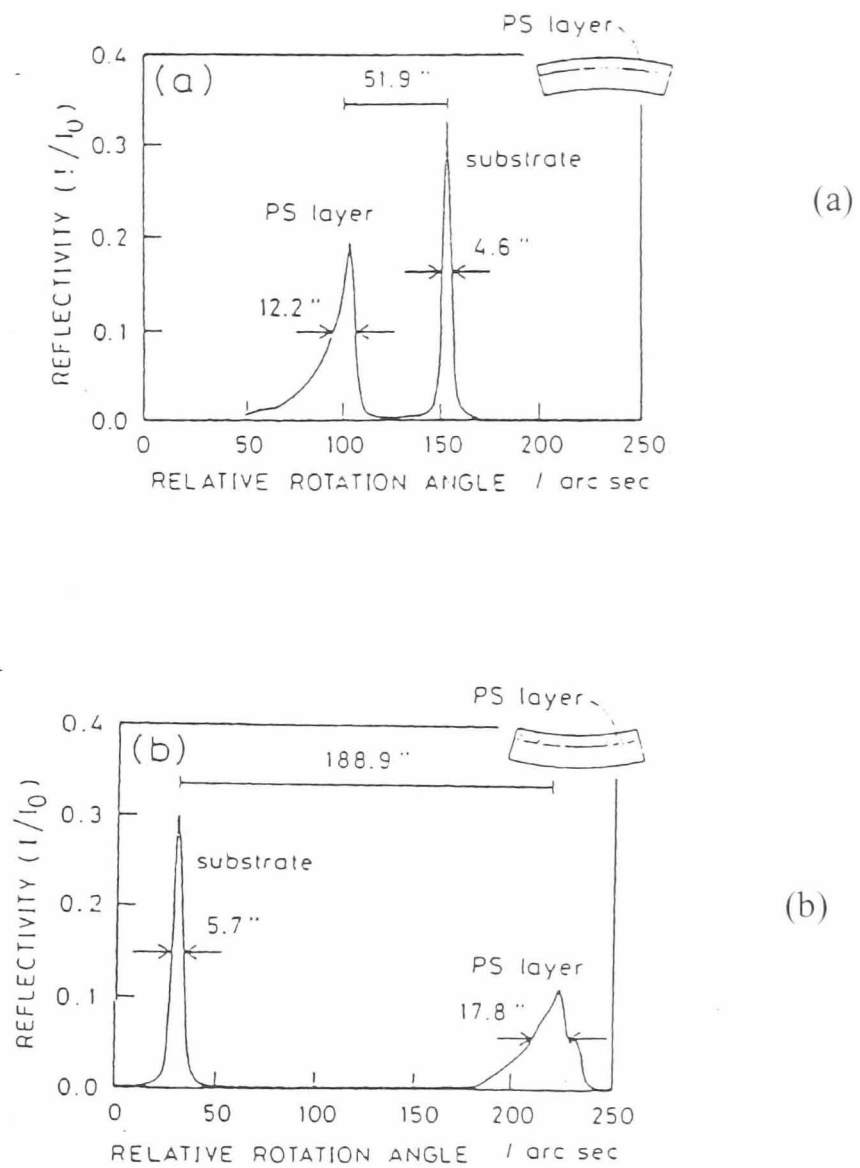 PS layer
0.4
(a)
51.9 "
0.3
substrate
PS layer
0.2
4.6 "
12.2 "
0.1
0.0
0 50 100 150 200 250
REFLECTIVITY (I/I0)
RELATIVE ROTATION ANGLE / arc sec
(a)
PS layer
0.4
(b)
188.9 "
0.3
substrate
0.2
5.7 "
PS layer
0.1
17.8 "
0.0
0 50 100 150 200 250
REFLECTIVITY (I/I0)
RELATIVE ROTATION ANGLE / arc sec
(b)